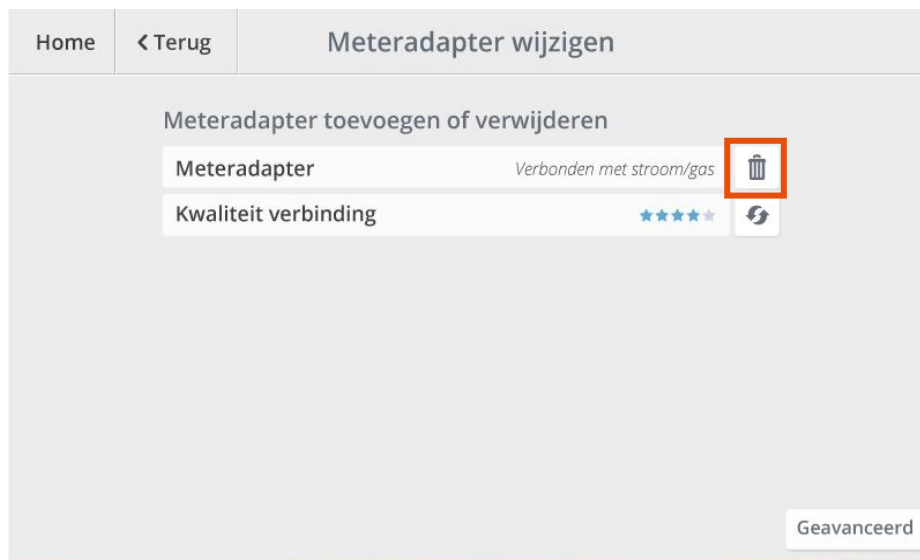 Home
Terug
Meteradapter wijzigen
Meteradapter toevoegen of verwijderen
Meteradapter Verbonden met stroom/gas
Kwaliteit verbinding
Geavanceerd